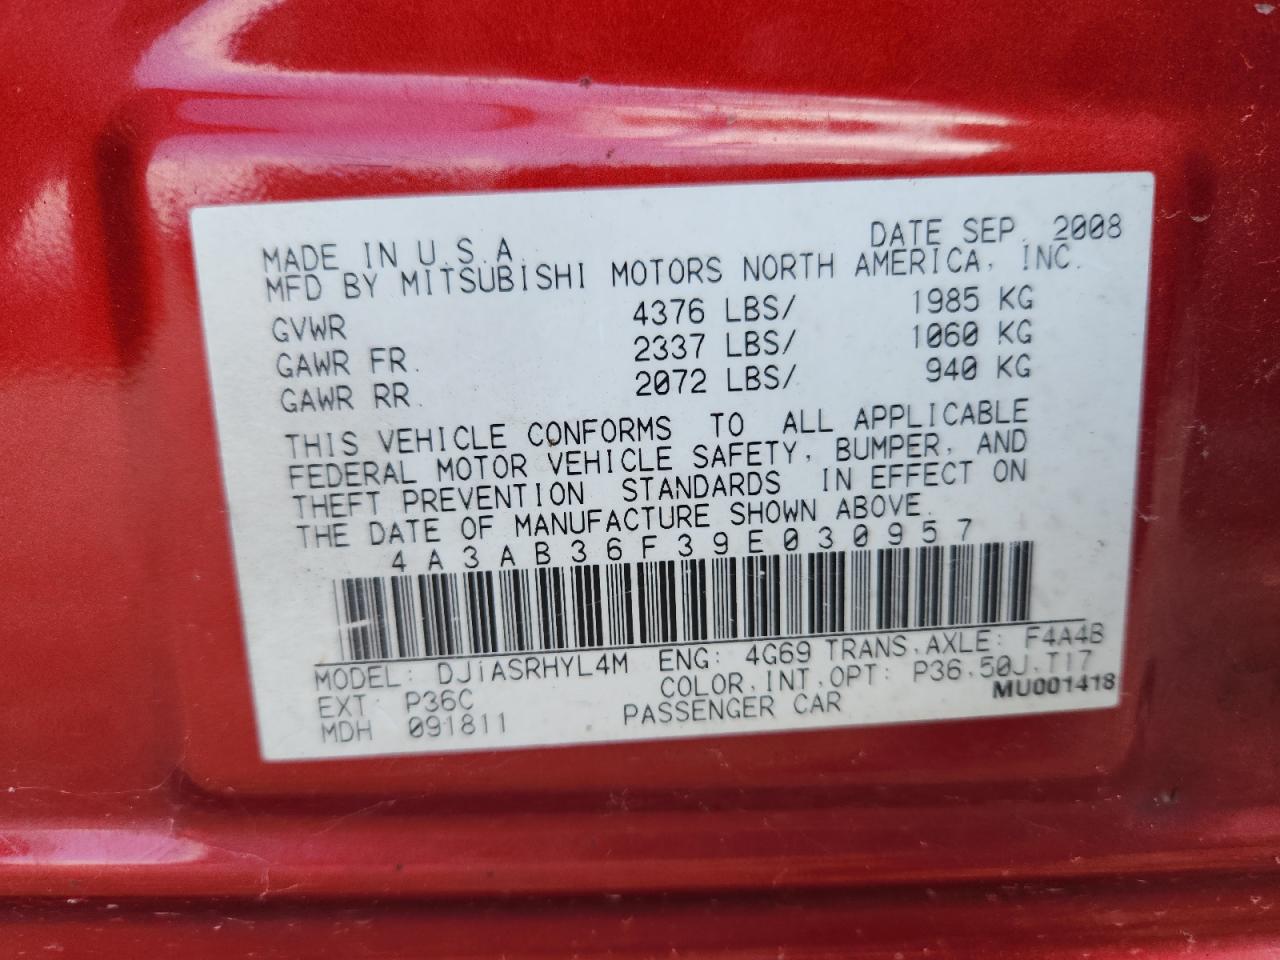 DATE SEP. 2008
MADE IN U.S.A.
MFD BY MITSUBISHI MOTORS NORTH AMERICA, INC.
GVWR 4376 LBS/ 1985 KG
GAWR FR. 2337 LBS/ 1060 KG
GAWR RR. 2072 LBS/ 940 KG
THIS VEHICLE CONFORMS TO ALL APPLICABLE
FEDERAL MOTOR VEHICLE SAFETY, BUMPER, AND
THEFT PREVENTION STANDARDS IN EFFECT ON
THE DATE OF MANUFACTURE SHOWN ABOVE.
4A3AB36F39E030957
MODEL: DJ1ASRHYL4M ENG: 4G69 TRANS.AXLE: F4A4B
EXT: P36C COLOR.INT.OPT: P36.50J.T17
MDH 091811 PASSENGER CAR MU001418